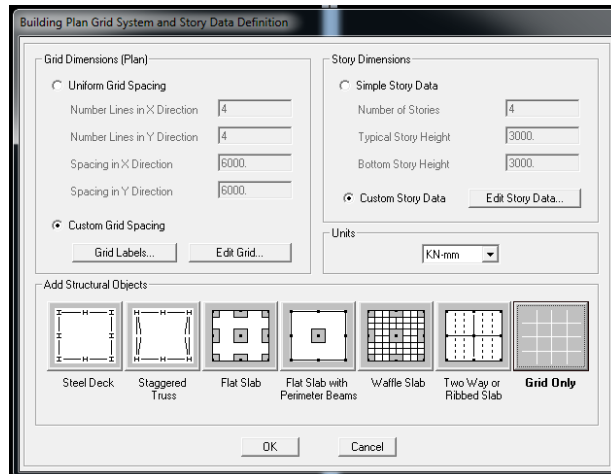 Building Plan Grid System and Story Data Definition
Grid Dimensions (Plan)
Uniform Grid Spacing
Number Lines in X Direction 4
Number Lines in Y Direction 4
Spacing in X Direction 6000.
Spacing in Y Direction 6000.
Custom Grid Spacing
Grid Labels... Edit Grid...
Story Dimensions
Simple Story Data
Number of Stories 4
Typical Story Height 3000.
Bottom Story Height 3000.
Custom Story Data Edit Story Data...
Units
KN-mm
Add Structural Objects
Steel Deck
Staggered Truss
Flat Slab
Flat Slab with Perimeter Beams
Waffle Slab
Two Way or Ribbed Slab
Grid Only
OK Cancel